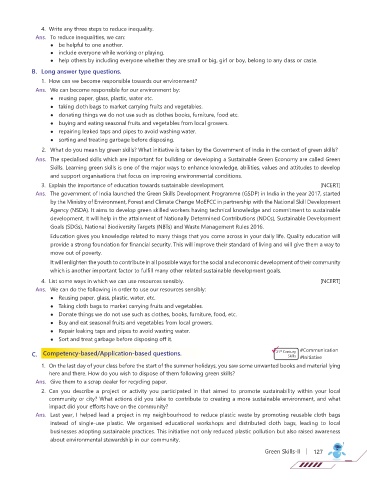 4. Write any three steps to reduce inequality.
Ans. To reduce inequalities, we can:
● be helpful to one another.
● include everyone while working or playing.
● help others by including everyone whether they are small or big, girl or boy, belong to any class or caste.
B. Long answer type questions.
1. How can we become responsible towards our environment?
Ans. We can become responsible for our environment by:
● reusing paper, glass, plastic, water etc.
● taking cloth bags to market carrying fruits and vegetables.
● donating things we do not use such as clothes books, furniture, food etc.
● buying and eating seasonal fruits and vegetables from local growers.
● repairing leaked taps and pipes to avoid washing water.
● sorting and treating garbage before disposing.
2. What do you mean by green skills? What initiative is taken by the Government of India in the context of green skills?
Ans. The specialised skills which are important for building or developing a Sustainable Green Economy are called Green
Skills. Learning green skills is one of the major ways to enhance knowledge, abilities, values and attitudes to develop
and support organisations that focus on improving environmental conditions.
3. Explain the importance of education towards sustainable development. [NCERT]
Ans. The government of India launched the Green Skills Development Programme (GSDP) in India in the year 2017, started
by the Ministry of Environment, Forest and Climate Change MoEFCC in partnership with the National Skill Development
Agency (NSDA). It aims to develop green skilled workers having technical knowledge and commitment to sustainable
development. It will help in the attainment of Nationally Determined Contributions (NDCs), Sustainable Development
Goals (SDGs), National Biodiversity Targets (NBTs) and Waste Management Rules 2016.
Education gives you knowledge related to many things that you come across in your daily life. Quality education will
provide a strong foundation for financial security. This will improve their standard of living and will give them a way to
move out of poverty.
It will enlighten the youth to contribute in all possible ways for the social and economic development of their community
which is another important factor to fulfil many other related sustainable development goals.
4. List some ways in which we can use resources sensibly. [NCERT]
Ans. We can do the following in order to use our resources sensibly:
● Reusing paper, glass, plastic, water, etc.
● Taking cloth bags to market carrying fruits and vegetables.
● Donate things we do not use such as clothes, books, furniture, food, etc.
● Buy and eat seasonal fruits and vegetables from local growers.
● Repair leaking taps and pipes to avoid wasting water.
● Sort and treat garbage before disposing off it.
C. Competency-based/Application-based questions. 21st Century Skills #Communication #Initiative
1. On the last day of your class before the start of the summer holidays, you saw some unwanted books and material lying
here and there. How do you wish to dispose of them following green skills?
Ans. Give them to a scrap dealer for recycling paper.
2. Can you describe a project or activity you participated in that aimed to promote sustainability within your local
community or city? What actions did you take to contribute to creating a more sustainable environment, and what
impact did your efforts have on the community?
Ans. Last year, I helped lead a project in my neighbourhood to reduce plastic waste by promoting reusable cloth bags
instead of single-use plastic. We organised educational workshops and distributed cloth bags, leading to local
businesses adopting sustainable practices. This initiative not only reduced plastic pollution but also raised awareness
about environmental stewardship in our community.
Green Skills-II 127